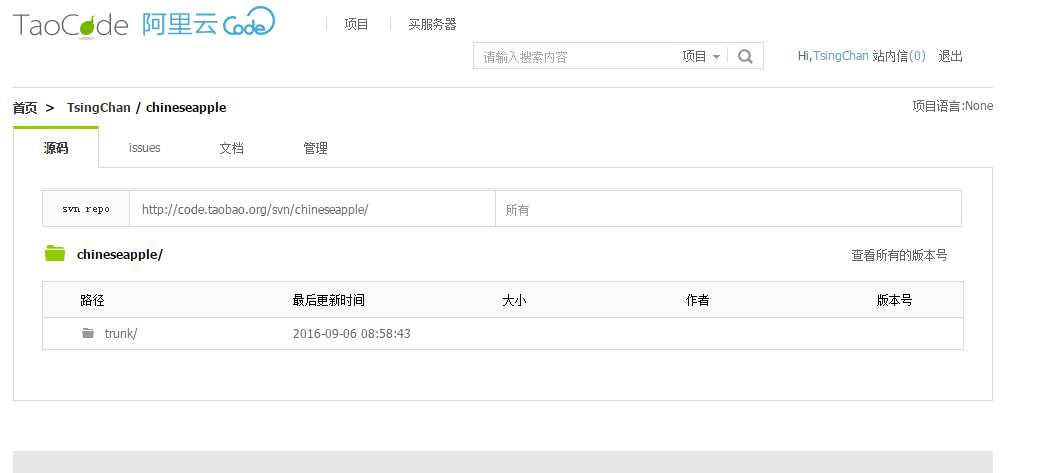 TaoCode 阿里云Code 项目 买服务器
请输入搜索内容 项目 Hi,TsingChan 站内信(0) 退出
首页 > TsingChan / chineseapple 项目语言:None
源码 issues 文档 管理
svn repo http://code.taobao.org/svn/chineseapple/ 所有
chineseapple/ 查看所有的版本号
路径 最后更新时间 大小 作者 版本号
trunk/ 2016-09-06 08:58:43